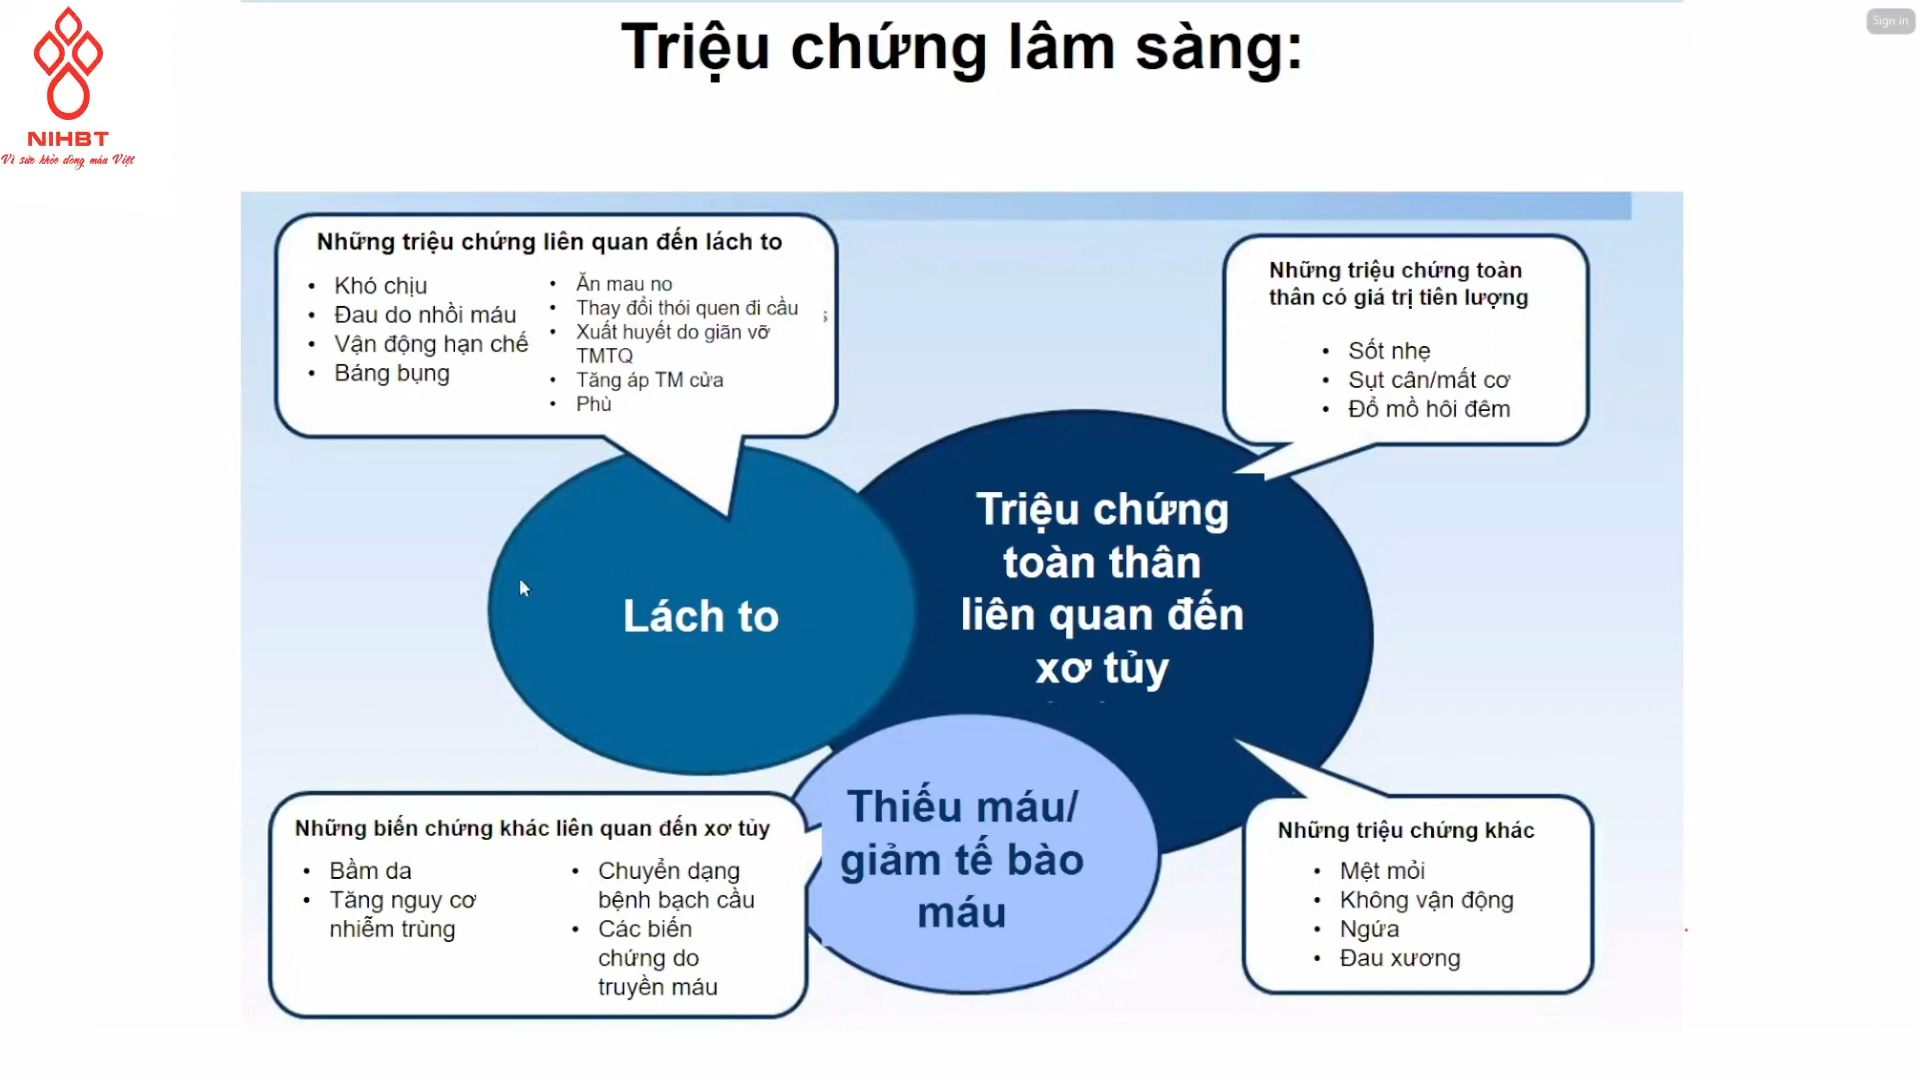 Sign in
NIHBT
Vì sức khỏe dòng máu Việt
Triệu chứng lâm sàng:
Những triệu chứng liên quan đến lách to
• Khó chịu
• Đau do nhồi máu
• Vận động hạn chế
• Báng bụng
• Ăn mau no
• Thay đổi thói quen đi cầu
• Xuất huyết do giãn vỡ
TMTQ
• Tăng áp TM cửa
• Phù
s
Những triệu chứng toàn
thân có giá trị tiên lượng
• Sốt nhẹ
• Sụt cân/mất cơ
• Đổ mồ hôi đêm
Lách to
Triệu chứng
toàn thân
liên quan đến
xơ tủy
Thiếu máu/
giảm tế bào
máu
Những biến chứng khác liên quan đến xơ tủy
• Bầm da
• Tăng nguy cơ
nhiễm trùng
• Chuyển dạng
bệnh bạch cầu
• Các biến
chứng do
truyền máu
Những triệu chứng khác
• Mệt mỏi
• Không vận động
• Ngứa
• Đau xương